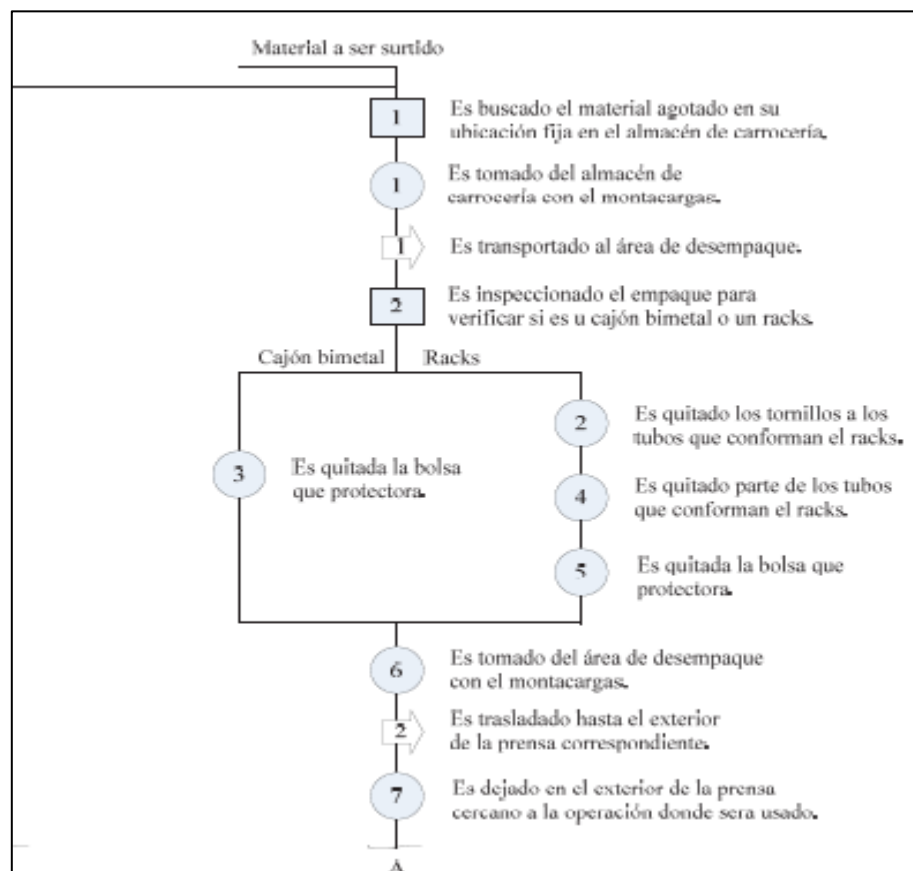 Material a ser surtido
1
Es buscado el material agotado en su
ubicación fija en el almacén de carrocería.
1
Es tomado del almacén de
carrocería con el montacargas.
1
Es transportado al área de desempaque.
2
Es inspeccionado el empaque para
verificar si es u cajón bimetal o un racks.
Cajón bimetal
Racks
2
Es quitado los tornillos a los
tubos que conforman el racks.
3
Es quitada la bolsa
que protectora.
4
Es quitado parte de los tubos
que conforman el racks.
5
Es quitada la bolsa que
protectora.
6
Es tomado del área de desempaque
con el montacargas.
2
Es trasladado hasta el exterior
de la prensa correspondiente.
7
Es dejado en el exterior de la prensa
cercano a la operación donde sera usado.
A